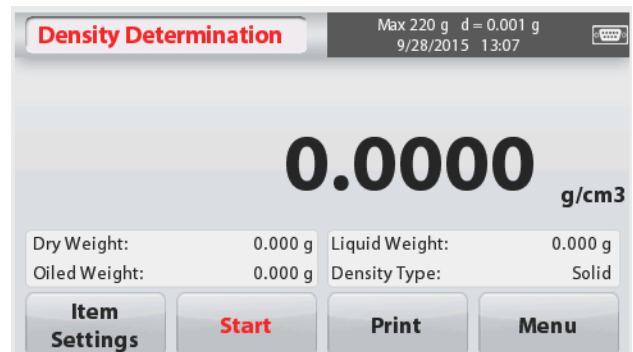 Density Determination
Max 220 g d = 0.001 g
9/28/2015 13:07
0.0000
g/cm3
Dry Weight: 0.000 g
Liquid Weight: 0.000 g
Oiled Weight: 0.000 g
Density Type: Solid
Item
Settings
Start
Print
Menu